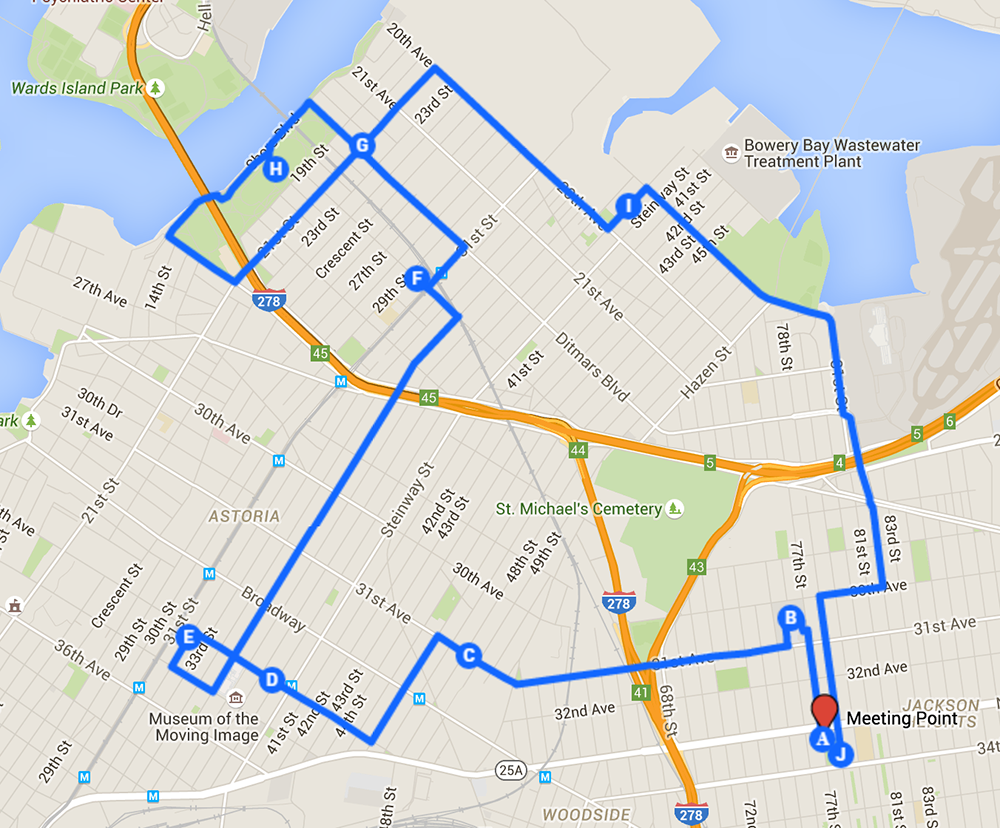 Psychiatric Center
Hell
20th Ave
Wards Island Park
21st Ave
23rd St
G
Shore Blvd
H
19th St
Bowery Bay Wastewater
Treatment Plant
20th Ave
I
Steinway St
41st St
42nd St
43rd St
45th St
21st St
23rd St
Crescent St
27th St
29th St
31st St
F
14th St
27th Ave
278
21st Ave
Ditmars Blvd
78th St
45
M
41st St
Hazen St
81st St
30th Dr
31st Ave
30th Ave
45
44
5
4
5
6
M
ASTORIA
21st St
Steinway St
42nd St
43rd St
St. Michael's Cemetery
77th St
81st St
83rd St
48th St
49th St
43
30th Ave
278
30th Ave
Crescent St
M
Broadway
31st Ave
B
31st Ave
29th St
30th St
31st St
E
33rd St
36th Ave
C
31st Ave
32nd Ave
D
M
M
M
43rd St
44th St
42nd St
41st St
Museum of the
Moving Image
41
68th St
32nd Ave
JACKSON
HEIGHTS
Meeting Point
A
J
34t
29th St
M
M
25A
M
48th St
WOODSIDE
278
72n
77th St
81st St
83rd St